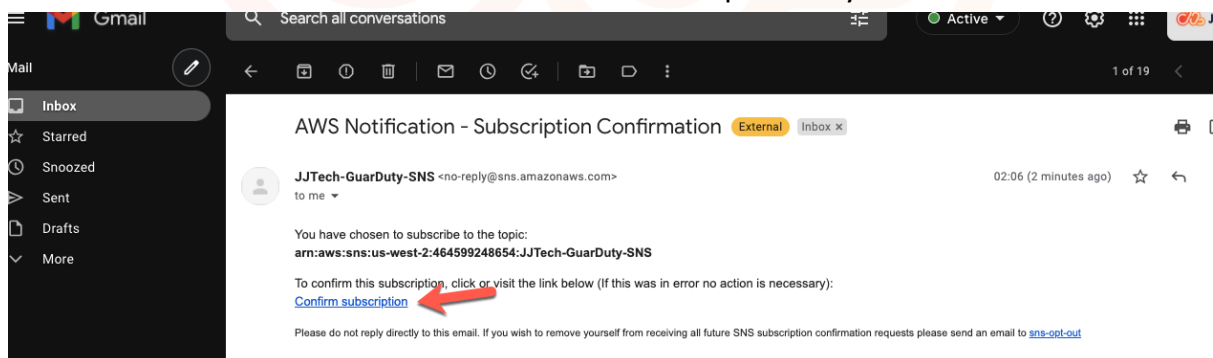 Gmail
Search all conversations
Active
Mail
1 of 19
Inbox
AWS Notification - Subscription Confirmation External Inbox x
Starred
Snoozed
JJTech-GuarDuty-SNS <no-reply@sns.amazonaws.com> 02:06 (2 minutes ago)
to me
Sent
Drafts
You have chosen to subscribe to the topic:
arn:aws:sns:us-west-2:464599248654:JJTech-GuarDuty-SNS
More
To confirm this subscription, click or visit the link below (If this was in error no action is necessary):
Confirm subscription
Please do not reply directly to this email. If you wish to remove yourself from receiving all future SNS subscription confirmation requests please send an email to sns-opt-out